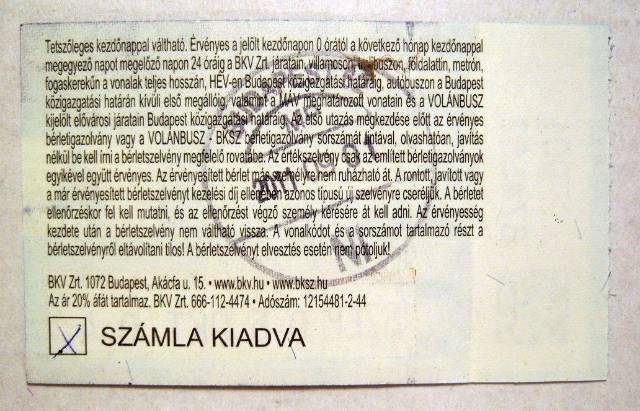 Tetszőleges kezdőnappal váltható. Érvényes a jelölt kezdőnapon 0 órától a következő hónap kezdőnappal
megegyező napot megelőző napon 24 óráig a BKV Zrt. járatain, villamoson, trolibuszon, földalattin, metrón,
fogaskerekűn a vonalak teljes hosszán, HÉV-en Budapest közigazgatási határáig, autóbuszon a Budapest
közigazgatási határán kívüli első megállóig, valamint a MÁV meghatározott vonatain és a VOLÁNBUSZ
kijelölt elővárosi járatain Budapest közigazgatási határáig. Az első utazás megkezdése előtt az érvényes
bérletigazolvány vagy a VOLÁNBUSZ - BKSZ bérletigazolvány sorszámát tintával, olvashatóan, javítás
nélkül be kell írni a bérletszelvény megfelelő rovatába. Az értékszelvény csak az említett bérletigazolványok
egyikével együtt érvényes. Az érvényesített bérlet más személyre nem ruházható át. A rontott, javított vagy
a már érvényesített bérletszelvényt kezelési díj ellenében azonos típusú új szelvényre cseréljük. A bérletet
ellenőrzéskor fel kell mutatni, és az ellenőrzést végző személy kérésére át kell adni. Az érvényesség
kezdete után a bérletszelvény nem váltható vissza. A vonalkódot és a sorszámot tartalmazó részt a
bérletszelvényről eltávolítani tilos! A bérletszelvényt elvesztés esetén nem pótoljuk!
BKV Zrt. 1072 Budapest, Akácfa u. 15. • www.bkv.hu • www.bksz.hu
Az ár 20% áfát tartalmaz. BKV Zrt. 666-112-4474 • Adószám: 12154481-2-44
X SZÁMLA KIADVA